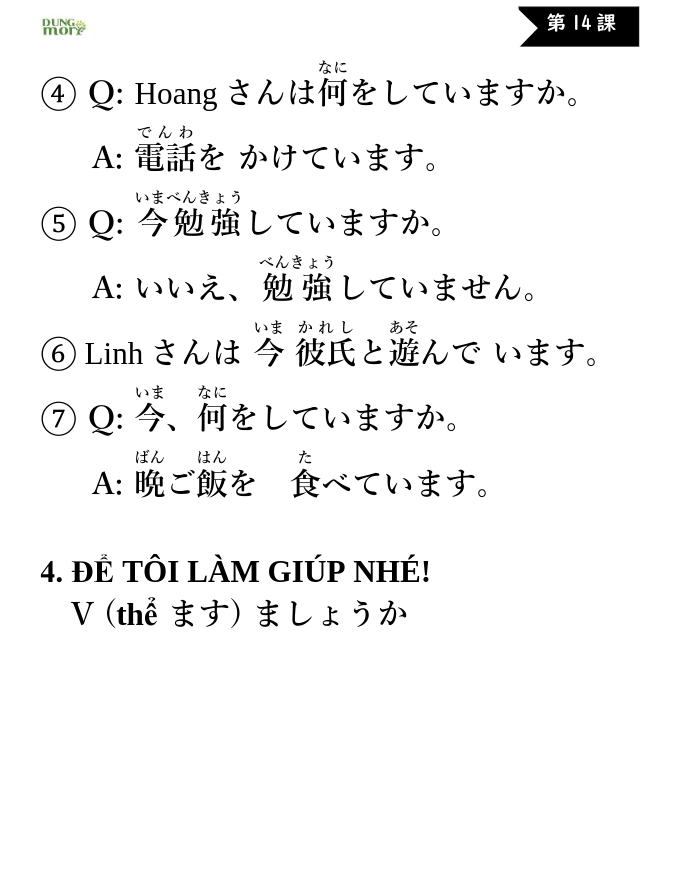 DUNG
mori
第 14 課
なに
④ Q: Hoang さんは何をしていますか。
でんわ
A: 電話を かけています。
いまべんきょう
⑤ Q: 今勉強していますか。
べんきょう
A: いいえ、勉強していません。
いま かれし あそ
⑥ Linh さんは 今 彼氏と遊んで います。
いま なに
⑦ Q: 今、何をしていますか。
ばん はん た
A: 晩ご飯を 食べています。
4. ĐỂ TÔI LÀM GIÚP NHÉ!
V (thể ます) ましょうか